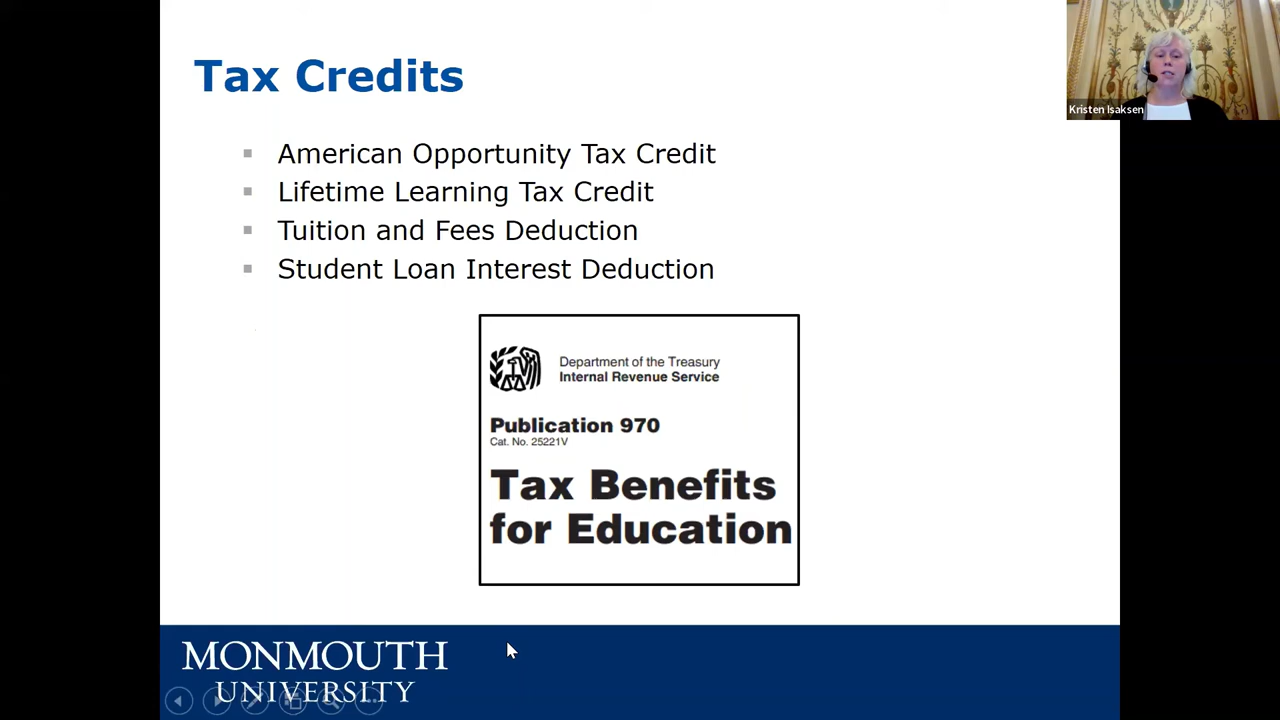 Tax Credits
Kristen Isaksen
American Opportunity Tax Credit
Lifetime Learning Tax Credit
Tuition and Fees Deduction
Student Loan Interest Deduction
Department of the Treasury
Internal Revenue Service
Publication 970
Cat. No. 25221V
Tax Benefits
for Education
MONMOUTH
UNIVERSITY